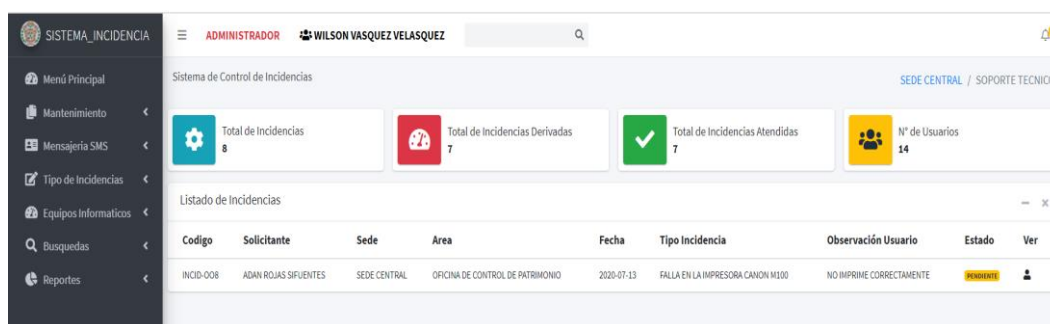 SISTEMA_INCIDENCIA
ADMINISTRADOR WILSON VASQUEZ VELASQUEZ
Menú Principal
Mantenimiento
Mensajeria SMS
Tipo de Incidencias
Equipos Informaticos
Busquedas
Reportes
Sistema de Control de Incidencias
SEDE CENTRAL / SOPORTE TECNICO
Total de Incidencias
8
Total de Incidencias Derivadas
7
Total de Incidencias Atendidas
7
N° de Usuarios
14
Listado de Incidencias
Codigo Solicitante Sede Area Fecha Tipo Incidencia Observación Usuario Estado Ver
INCID-OO8 ADAN ROJAS SIFUENTES SEDE CENTRAL OFICINA DE CONTROL DE PATRIMONIO 2020-07-13 FALLA EN LA IMPRESORA CANON M100 NO IMPRIME CORRECTAMENTE PENDIENTE